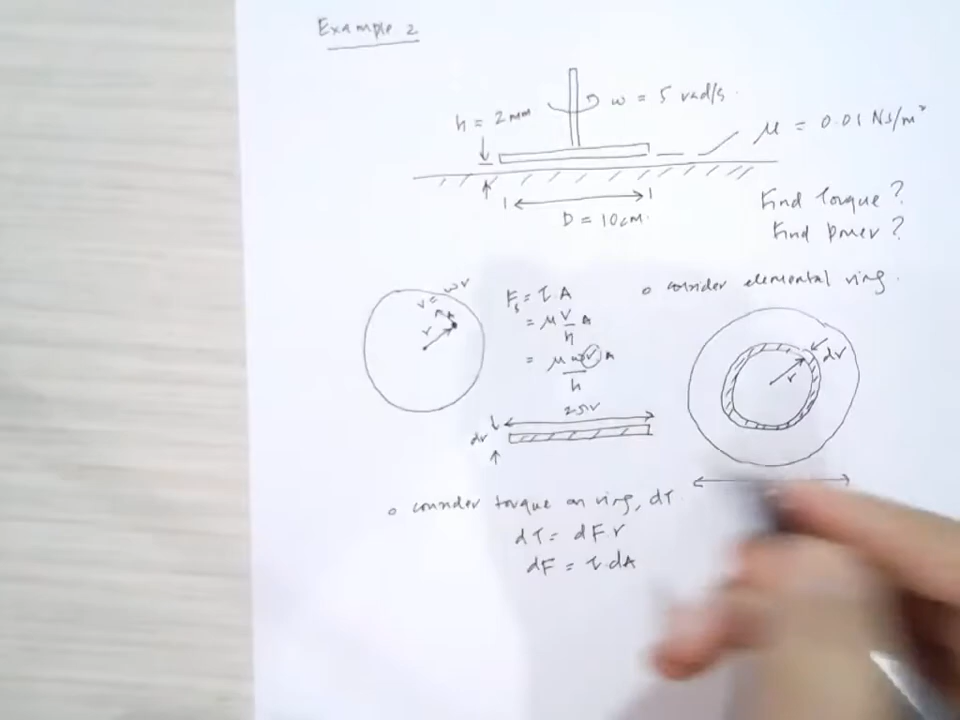 Example 2
ω = 5 rad/s.
h = 2mm
μ = 0.01 Ns/m²
D = 10cm.
Find Torque?
Find power?
o consider elemental ring.
v = ωr
r
Fs = τ.A
= μ v/h A
= μ ωr/h A
dr
r
2πr
dr
o consider torque on ring, dT.
dT = dF r
dF = τ.dA